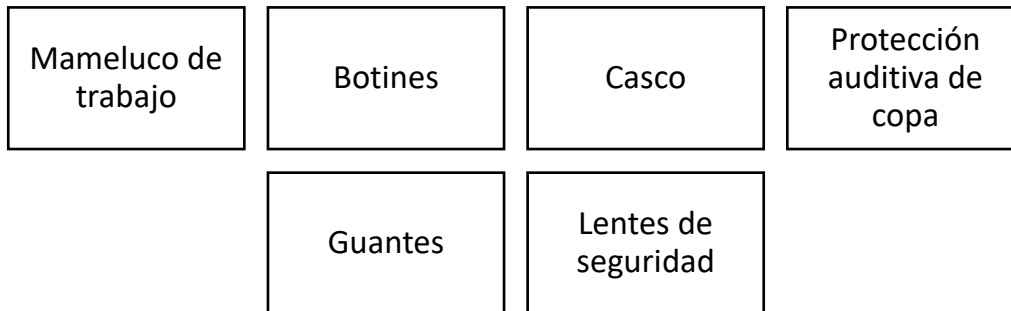 Mameluco de
trabajo
Botines
Casco
Protección
auditiva de
copa
Guantes
Lentes de
seguridad